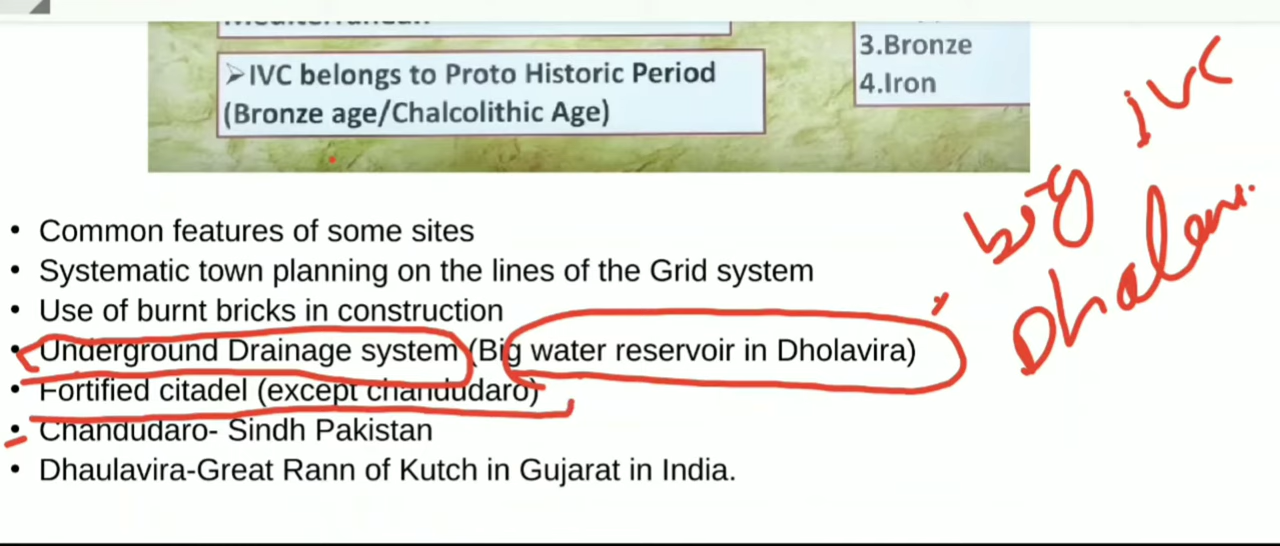 ➢IVC belongs to Proto Historic Period
(Bronze age/Chalcolithic Age)
3.Bronze
4.Iron
• Common features of some sites
• Systematic town planning on the lines of the Grid system
• Use of burnt bricks in construction
• Underground Drainage system (Big water reservoir in Dholavira)
• Fortified citadel (except chandudaro)
• Chandudaro- Sindh Pakistan
• Dhaulavira-Great Rann of Kutch in Gujarat in India.
IVC
big